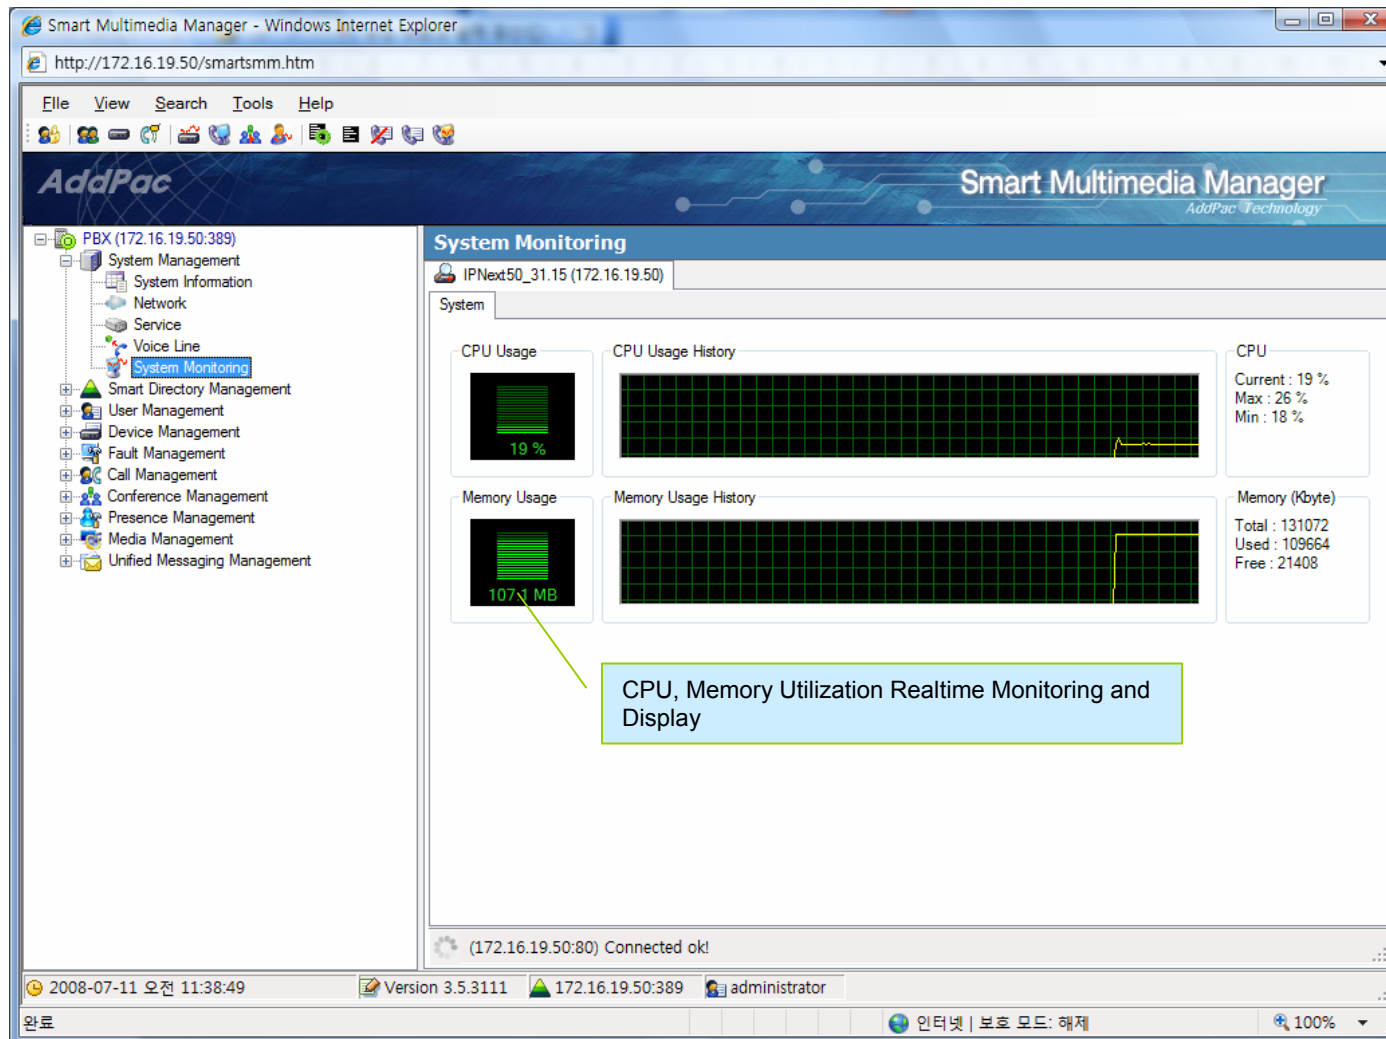 Smart Multimedia Manager - Windows Internet Explorer
http://172.16.19.50/smartsmm.htm
FIle View Search Tools Help
AddPac
Smart Multimedia Manager
AddPac Technology
PBX (172.16.19.50:389)
System Management
System Information
Network
Service
Voice Line
System Monitoring
Smart Directory Management
User Management
Device Management
Fault Management
Call Management
Conference Management
Presence Management
Media Management
Unified Messaging Management
System Monitoring
IPNext50_31.15 (172.16.19.50)
System
CPU Usage
19 %
CPU Usage History
CPU
Current : 19 %
Max : 26 %
Min : 18 %
Memory Usage
107.1 MB
Memory Usage History
Memory (Kbyte)
Total : 131072
Used : 109664
Free : 21408
CPU, Memory Utilization Realtime Monitoring and
Display
(172.16.19.50:80) Connected ok!
2008-07-11 오전 11:38:49 Version 3.5.3111 172.16.19.50:389 administrator
완료 인터넷 | 보호 모드: 해제 100%